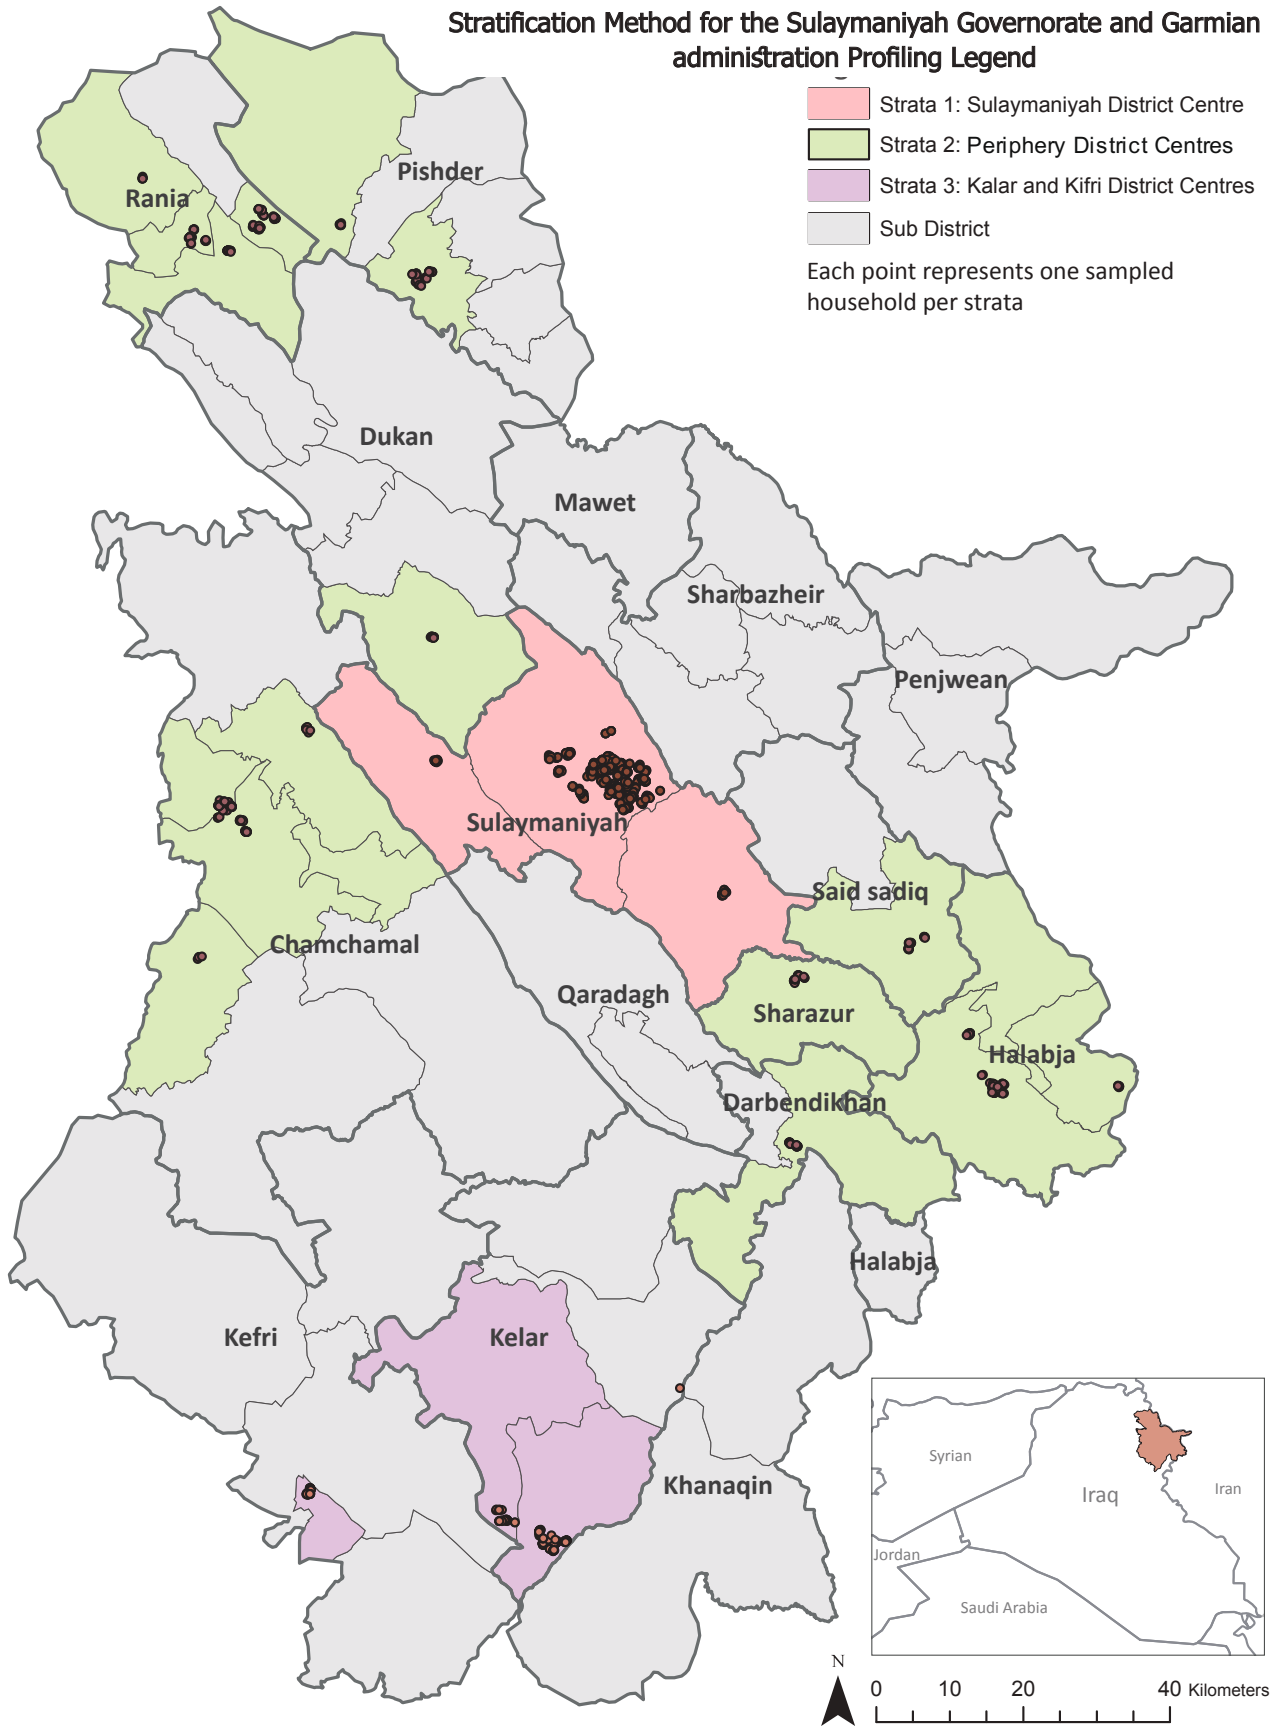 Stratification Method for the Sulaymaniyah Governorate and Garmian
administration Profiling Legend
Strata 1: Sulaymaniyah District Centre
Strata 2: Periphery District Centres
Strata 3: Kalar and Kifri District Centres
Sub District
Each point represents one sampled
household per strata
Pishder
Rania
Dukan
Mawet
Sharbazheir
Penjwean
Sulaymaniyah
Said sadiq
Chamchamal
Qaradagh
Sharazur
Halabja
Darbendikhan
Halabja
Kefri
Kelar
Khanaqin
Syrian
Iraq
Iran
Jordan
Saudi Arabia
N
0 10 20 40 Kilometers